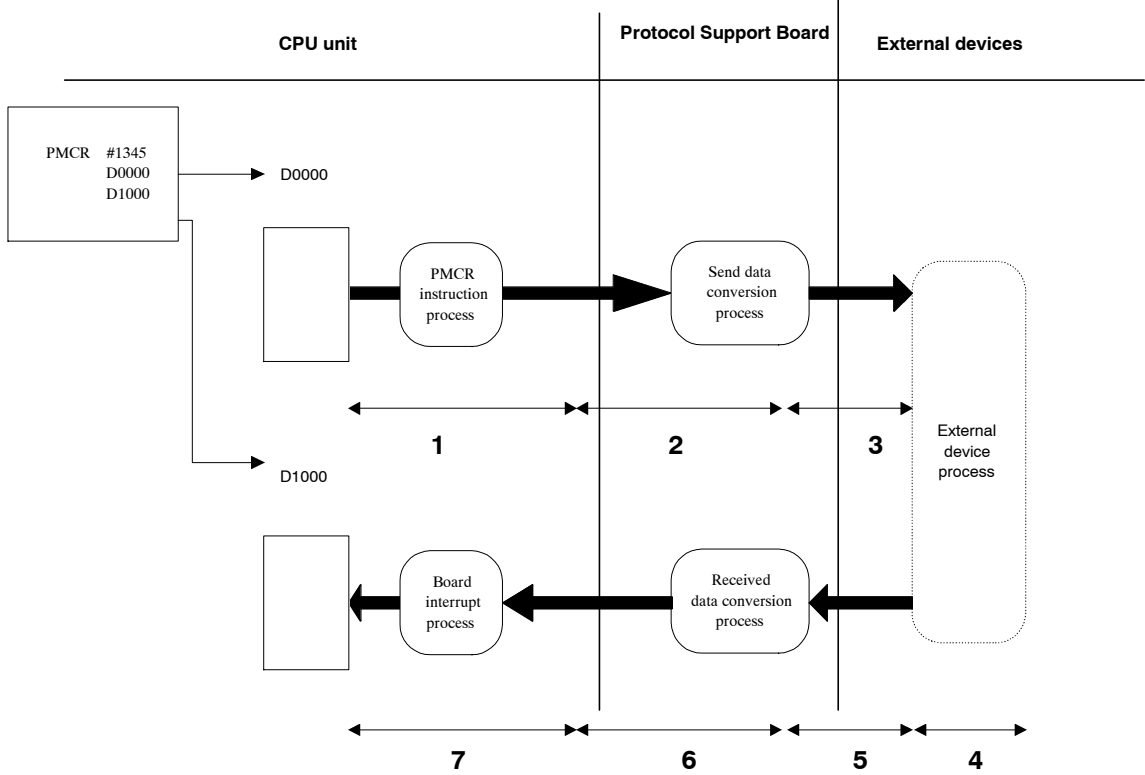 CPU unit
Protocol Support Board
External devices
PMCR #1345
D0000
D1000
D0000
PMCR
instruction
process
Send data
conversion
process
1
2
3
External
device
process
D1000
Board
interrupt
process
Received
data conversion
process
7
6
5
4